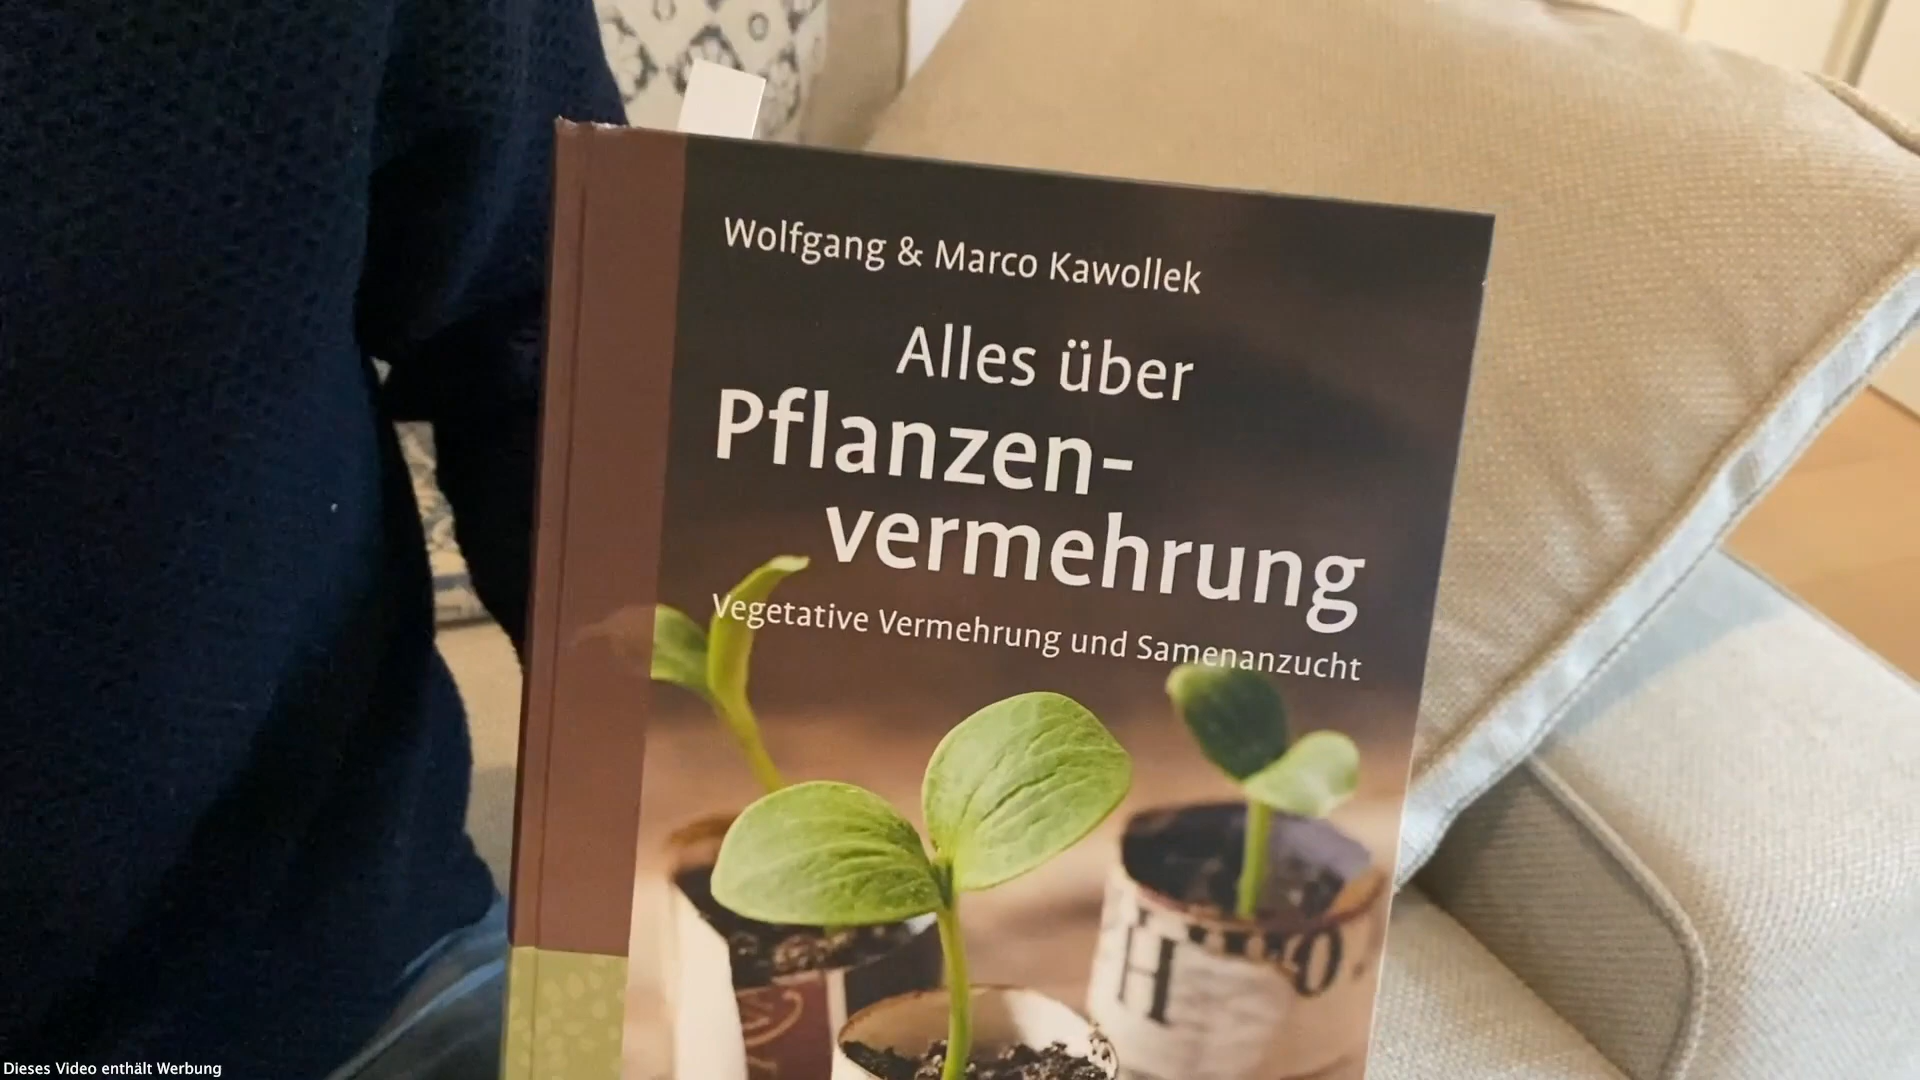 Wolfgang & Marco Kawollek
Alles über
Pflanzen-
vermehrung
Vegetative Vermehrung und Samenanzucht
Dieses Video enthält Werbung